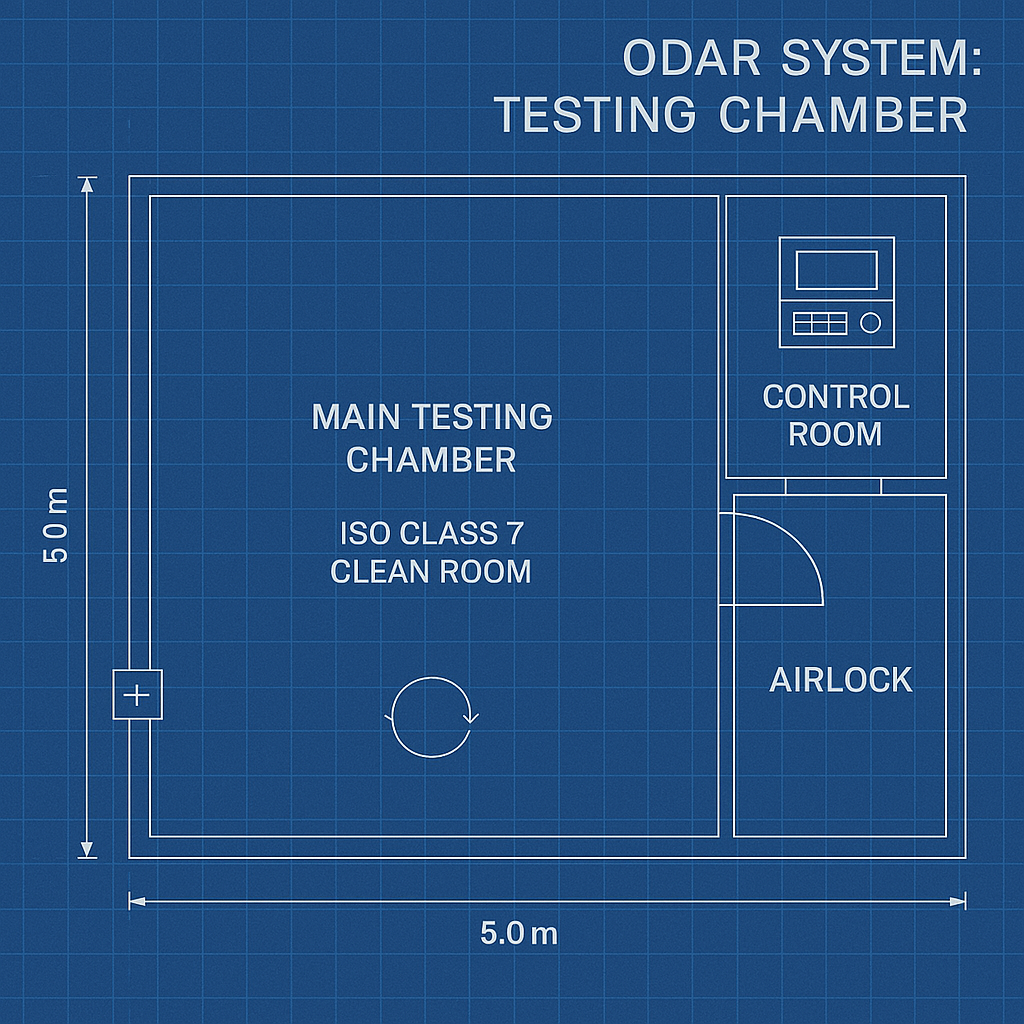 ODAR SYSTEM:
TESTING CHAMBER
CONTROL
ROOM
MAIN TESTING
CHAMBER
ISO CLASS 7
CLEAN ROOM
AIRLOCK
5 0 m
5.0 m